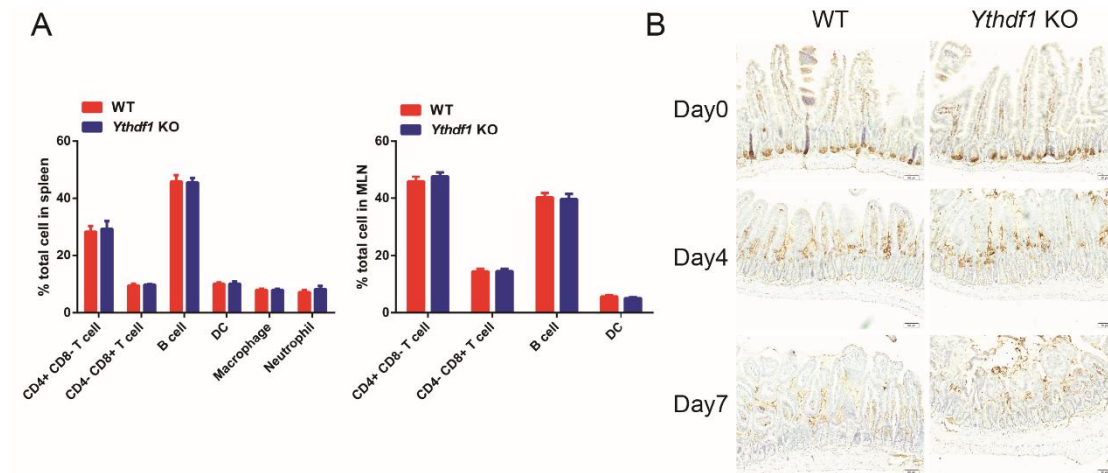 A
WT
Ythdf1 KO
% total cell in spleen
60
40
20
0
CD4+ CD8- T cell
CD4- CD8+ T cell
B cell
DC
Macrophage
Neutrophil
WT
Ythdf1 KO
% total cell in MLN
60
40
20
0
CD4+ CD8- T cell
CD4- CD8+ T cell
B cell
DC
B
WT
Ythdf1 KO
Day0
Day4
Day7